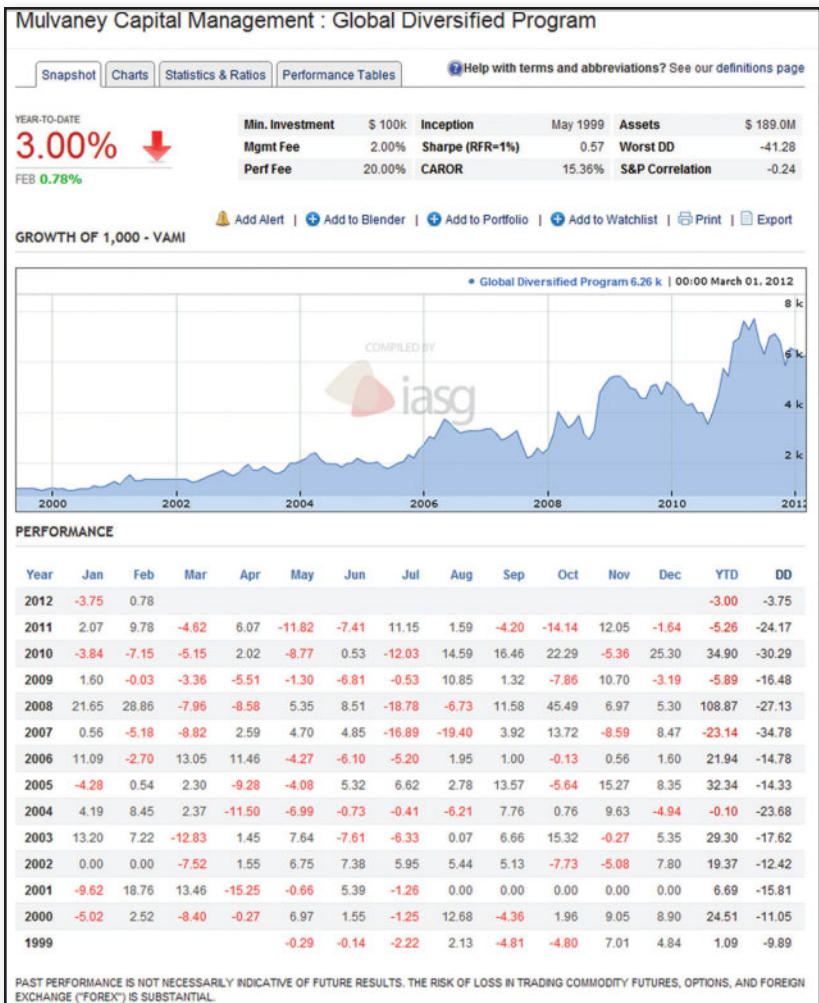 Mulvaney Capital Management : Global Diversified Program
Snapshot Charts Statistics & Ratios Performance Tables ?Help with terms and abbreviations? See our definitions page
YEAR-TO-DATE
3.00%
FEB 0.78%
Min. Investment $ 100k Inception May 1999 Assets $ 189.0M
Mgmt Fee 2.00% Sharpe (RFR=1%) 0.57 Worst DD -41.28
Perf Fee 20.00% CAROR 15.36% S&P Correlation -0.24
Add Alert | Add to Blender | Add to Portfolio | Add to Watchlist | Print | Export
GROWTH OF 1,000 - VAMI
• Global Diversified Program 6.26 k | 00:00 March 01, 2012
8 k
COMPILED BY
iasg
6 k
4 k
2 k
2000 2002 2004 2006 2008 2010 2012
PERFORMANCE
Year Jan Feb Mar Apr May Jun Jul Aug Sep Oct Nov Dec YTD DD
2012 -3.75 0.78 -3.00 -3.75
2011 2.07 9.78 -4.62 6.07 -11.82 -7.41 11.15 1.59 -4.20 -14.14 12.05 -1.64 -5.26 -24.17
2010 -3.84 -7.15 -5.15 2.02 -8.77 0.53 -12.03 14.59 16.46 22.29 -5.36 25.30 34.90 -30.29
2009 1.60 -0.03 -3.36 -5.51 -1.30 -6.81 -0.53 10.85 1.32 -7.86 10.70 -3.19 -5.89 -16.48
2008 21.65 28.86 -7.96 -8.58 5.35 8.51 -18.78 -6.73 11.58 45.49 6.97 5.30 108.87 -27.13
2007 0.56 -5.18 -8.82 2.59 4.70 4.85 -16.89 -19.40 3.92 13.72 -8.59 8.47 -23.14 -34.78
2006 11.09 -2.70 13.05 11.46 -4.27 -6.10 -5.20 1.95 1.00 -0.13 0.56 1.60 21.94 -14.78
2005 -4.28 0.54 2.30 -9.28 -4.08 5.32 6.62 2.78 13.57 -5.64 15.27 8.35 32.34 -14.33
2004 4.19 8.45 2.37 -11.50 -6.99 -0.73 -0.41 -6.21 7.76 0.76 9.63 -4.94 -0.10 -23.68
2003 13.20 7.22 -12.83 1.45 7.64 -7.61 -6.33 0.07 6.66 15.32 -0.27 5.35 29.30 -17.62
2002 0.00 0.00 -7.52 1.55 6.75 7.38 5.95 5.44 5.13 -7.73 -5.08 7.80 19.37 -12.42
2001 -9.62 18.76 13.46 -15.25 -0.66 5.39 -1.26 0.00 0.00 0.00 0.00 0.00 6.69 -15.81
2000 -5.02 2.52 -8.40 -0.27 6.97 1.55 -1.25 12.68 -4.36 1.96 9.05 8.90 24.51 -11.05
1999 -0.29 -0.14 -2.22 2.13 -4.81 -4.80 7.01 4.84 1.09 -9.89
PAST PERFORMANCE IS NOT NECESSARILY INDICATIVE OF FUTURE RESULTS. THE RISK OF LOSS IN TRADING COMMODITY FUTURES, OPTIONS, AND FOREIGN
EXCHANGE ("FOREX") IS SUBSTANTIAL.